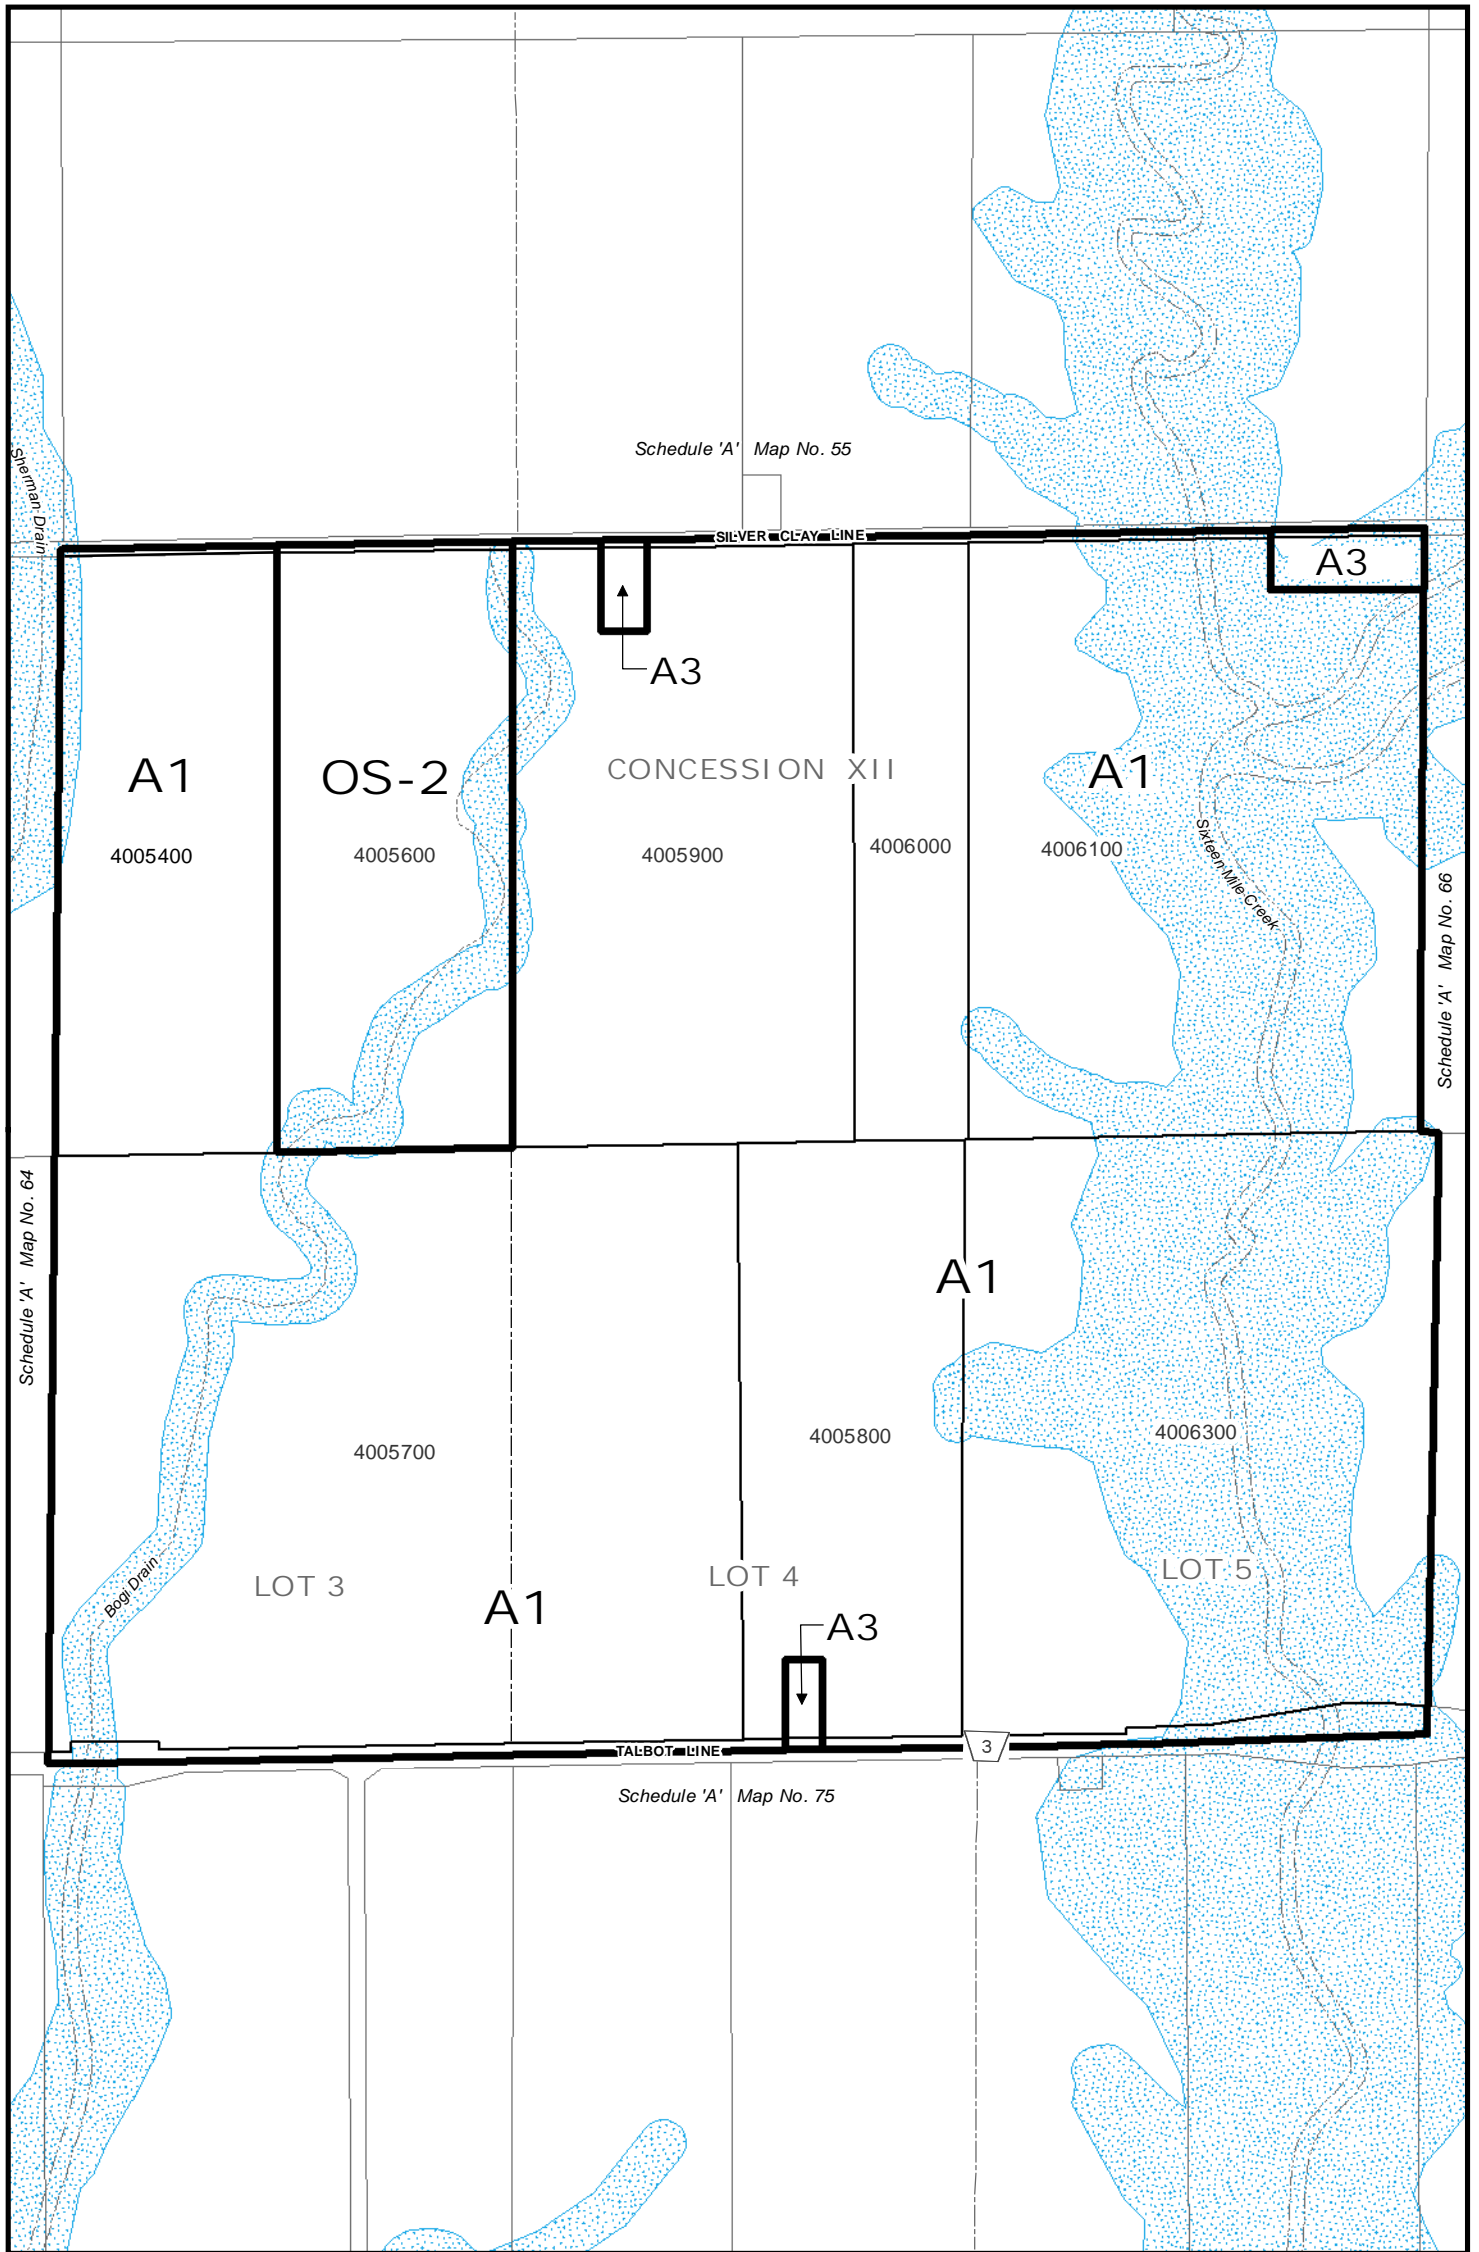 Schedule 'A' Map No. 55
Sherman Drain
SILVER CLAY LINE
A3
A3
A1
OS-2
CONCESSION XII
A1
4005400
4005600
4005900
4006000
4006100
Sixteen Mile Creek
Schedule 'A' Map No. 66
Schedule 'A' Map No. 64
A1
4005700
4005800
4006300
Bogi Drain
LOT 3
LOT 4
LOT 5
A1
A3
TALBOT LINE
3
Schedule 'A' Map No. 75